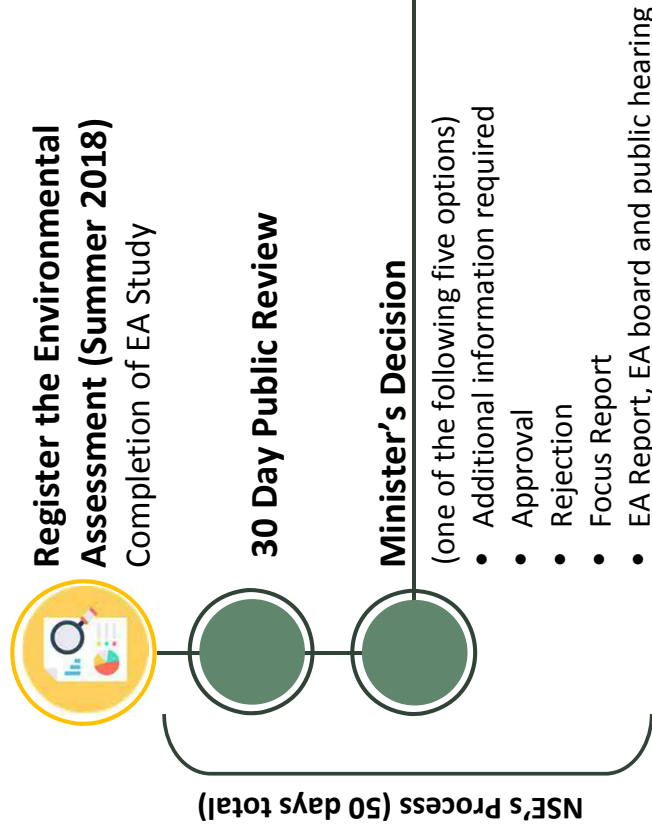 Register the Environmental
Assessment (Summer 2018)
Completion of EA Study
30 Day Public Review
Minister’s Decision
(one of the following five options)
• Additional information required
• Approval
• Rejection
• Focus Report
• EA Report, EA board and public hearing
NSE’s Process (50 days total)